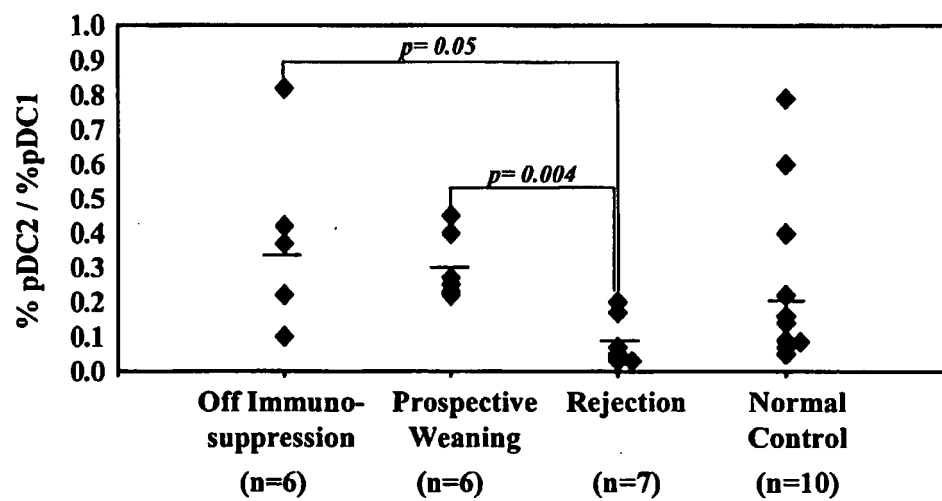 % pDC2 / %pDC1
1.0
0.9
0.8
0.7
0.6
0.5
0.4
0.3
0.2
0.1
0.0
p= 0.05
p= 0.004
Off Immuno-
suppression
(n=6)
Prospective
Weaning
(n=6)
Rejection
(n=7)
Normal
Control
(n=10)